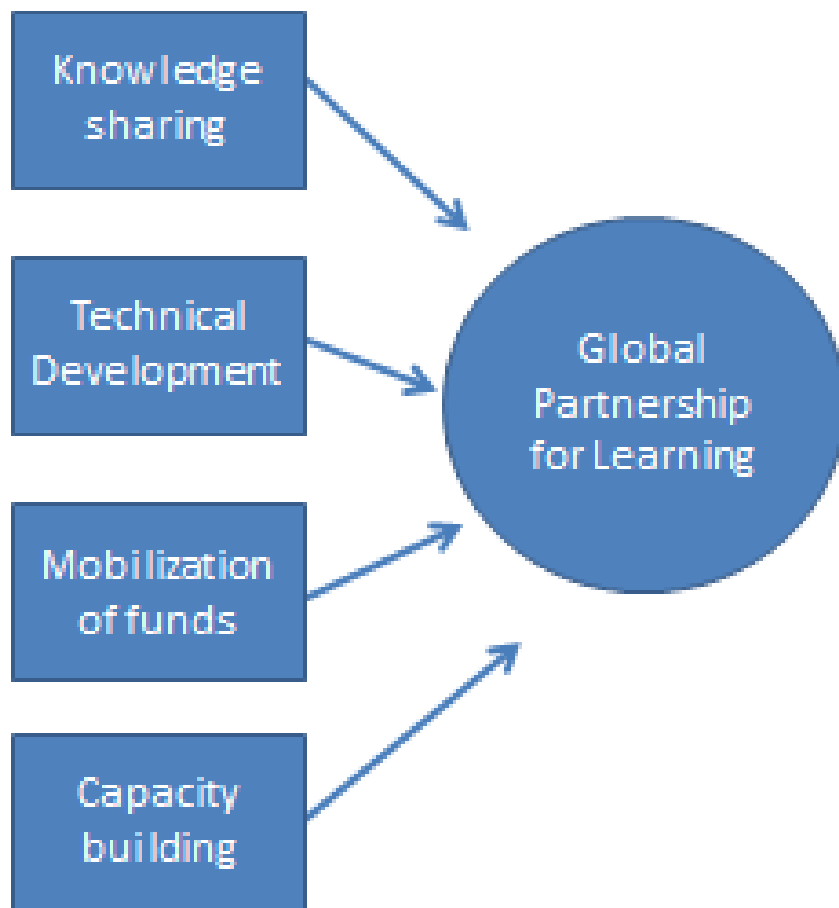 Knowledge
sharing
Technical
Development
Mobilization
of funds
Capacity
building
Global
Partnership
for Learning